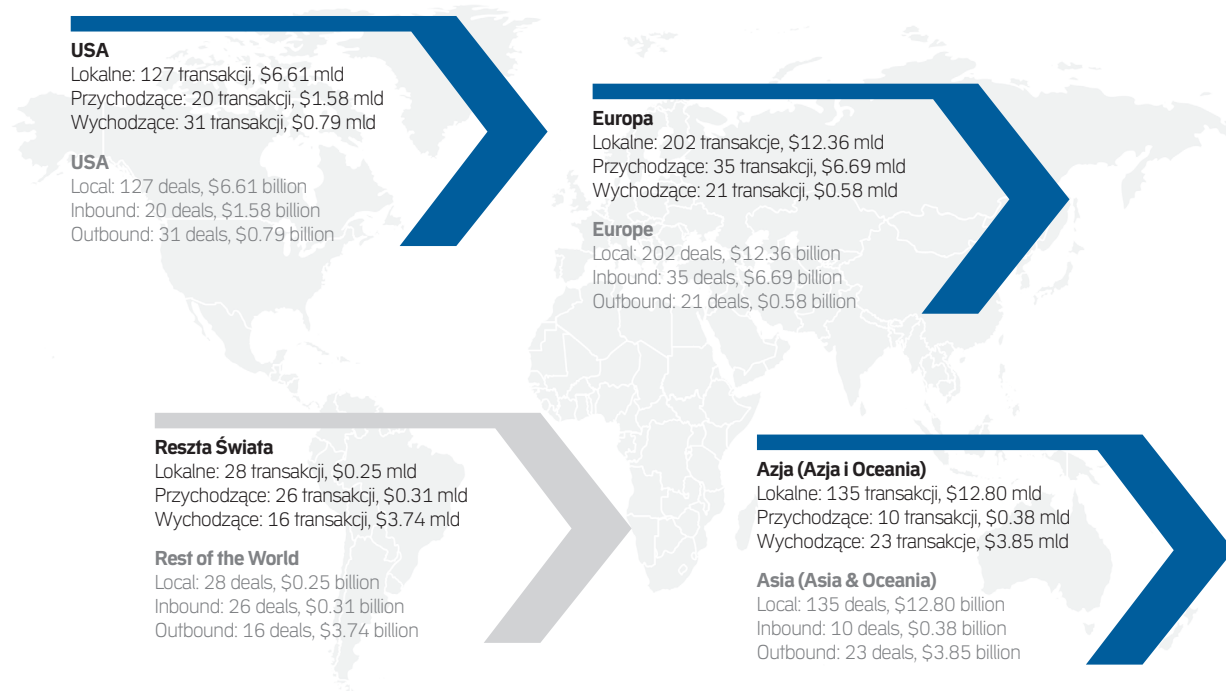 USA
Lokalne: 127 transakcji, $6.61 mld
Przychodzące: 20 transakcji, $1.58 mld
Wychodzące: 31 transakcji, $0.79 mld
USA
Local: 127 deals, $6.61 billion
Inbound: 20 deals, $1.58 billion
Outbound: 31 deals, $0.79 billion
Europa
Lokalne: 202 transakcje, $12.36 mld
Przychodzące: 35 transakcji, $6.69 mld
Wychodzące: 21 transakcji, $0.58 mld
Europe
Local: 202 deals, $12.36 billion
Inbound: 35 deals, $6.69 billion
Outbound: 21 deals, $0.58 billion
Reszta Świata
Lokalne: 28 transakcji, $0.25 mld
Przychodzące: 26 transakcji, $0.31 mld
Wychodzące: 16 transakcji, $3.74 mld
Rest of the World
Local: 28 deals, $0.25 billion
Inbound: 26 deals, $0.31 billion
Outbound: 16 deals, $3.74 billion
Azja (Azja i Oceania)
Lokalne: 135 transakcji, $12.80 mld
Przychodzące: 10 transakcji, $0.38 mld
Wychodzące: 23 transakcje, $3.85 mld
Asia (Asia & Oceania)
Local: 135 deals, $12.80 billion
Inbound: 10 deals, $0.38 billion
Outbound: 23 deals, $3.85 billion